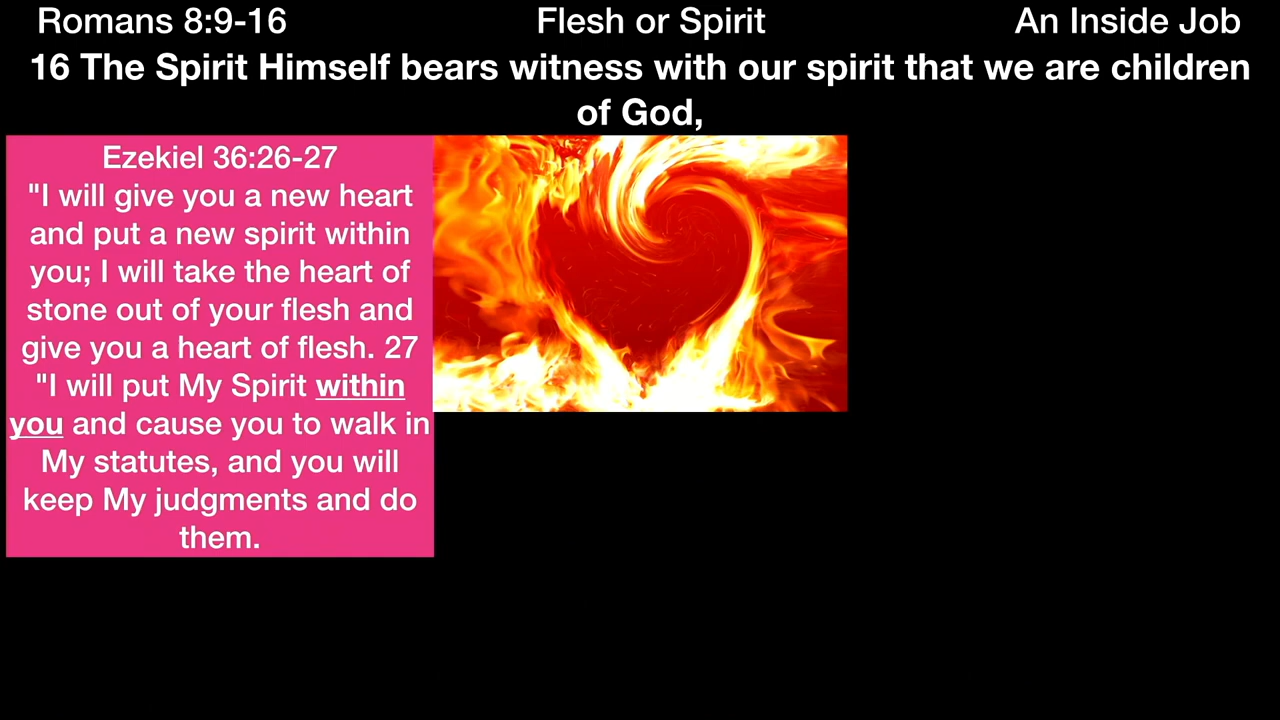 Romans 8:9-16 Flesh or Spirit An Inside Job
16 The Spirit Himself bears witness with our spirit that we are children
of God,
Ezekiel 36:26-27
"I will give you a new heart
and put a new spirit within
you; I will take the heart of
stone out of your flesh and
give you a heart of flesh. 27
"I will put My Spirit within
you and cause you to walk in
My statutes, and you will
keep My judgments and do
them.